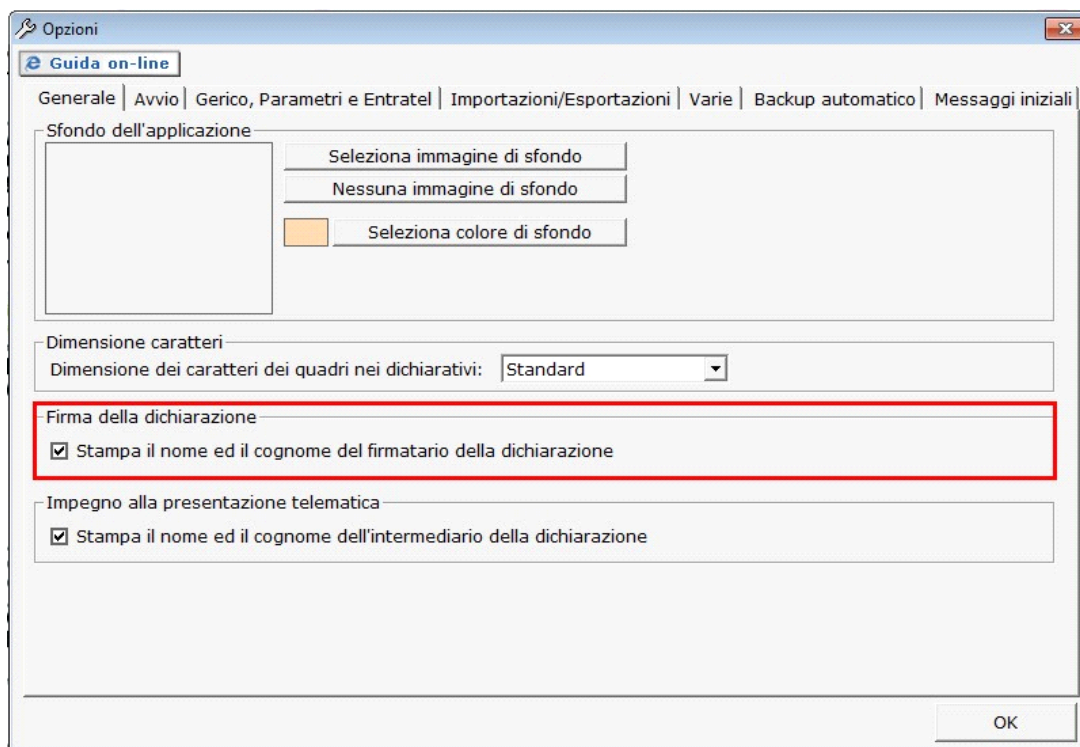 Opzioni
Guida on-line
Generale Avvio Gerico, Parametri e Entratel Importazioni/Esportazioni Varie Backup automatico Messaggi iniziali
Sfondo dell'applicazione
Seleziona immagine di sfondo
Nessuna immagine di sfondo
Seleziona colore di sfondo
Dimensione caratteri
Dimensione dei caratteri dei quadri nei dichiarativi: Standard
Firma della dichiarazione
Stampa il nome ed il cognome del firmatario della dichiarazione
Impegno alla presentazione telematica
Stampa il nome ed il cognome dell'intermediario della dichiarazione
OK